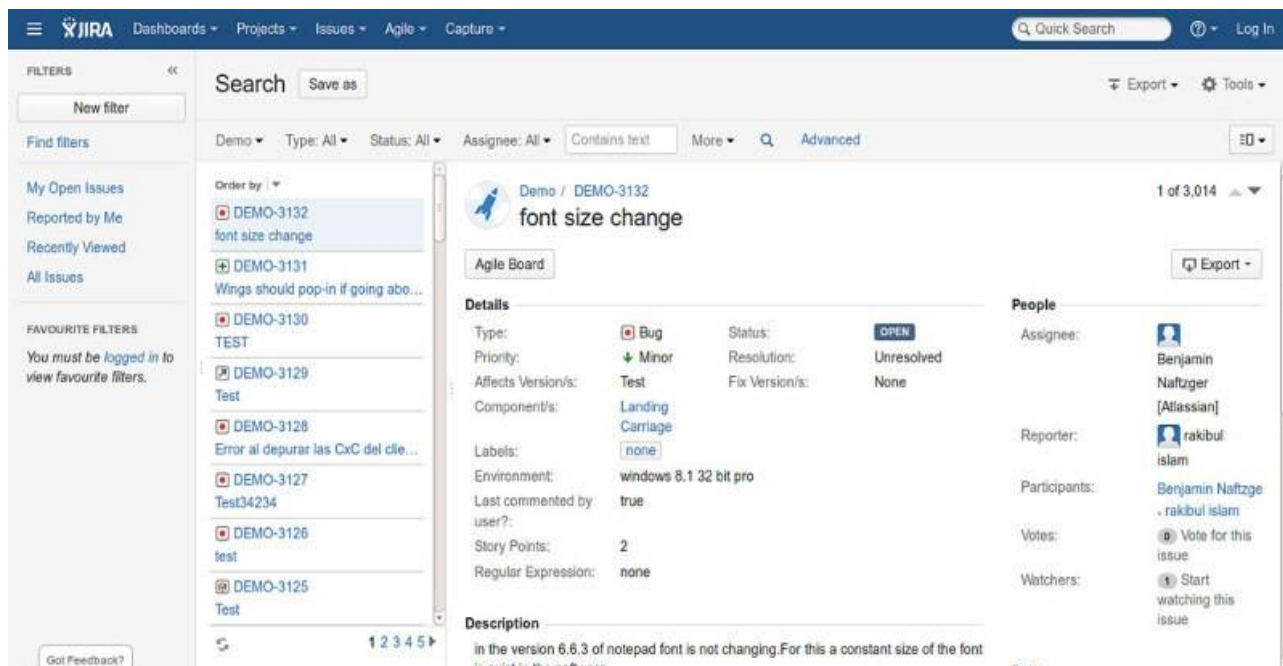 JIRA Dashboards Projects Issues Agile Capture Quick Search Log In
FILTERS
New filter
Find filters
My Open Issues
Reported by Me
Recently Viewed
All Issues
FAVOURITE FILTERS
You must be logged in to
view favourite filters.
Got Feedback?
Search Save as Export Tools
Demo Type: All Status: All Assignee: All Contains text More Advanced
Order by
DEMO-3132
font size change
DEMO-3131
Wings should pop-in if going abo...
DEMO-3130
TEST
DEMO-3129
Test
DEMO-3128
Error al depurar las CxC del clie...
DEMO-3127
Test34234
DEMO-3126
test
DEMO-3125
Test
1 2 3 4 5
Demo / DEMO-3132
font size change
1 of 3,014
Agile Board
Export
Details
Type: Bug Status: OPEN
Priority: Minor Resolution: Unresolved
Affects Version/s: Test Fix Version/s: None
Component/s: Landing
Carriage
Labels: none
Environment: windows 8.1 32 bit pro
Last commented by true
user?:
Story Points: 2
Regular Expression: none
Description
in the version 6.6.3 of notepad font is not changing.For this a constant size of the font
People
Assignee:
Benjamin
Naftzger
[Atlassian]
Reporter: rakibul
islam
Participants: Benjamin Naftzge
, rakibul islam
Votes: 0 Vote for this
issue
Watchers: 1 Start
watching this
issue